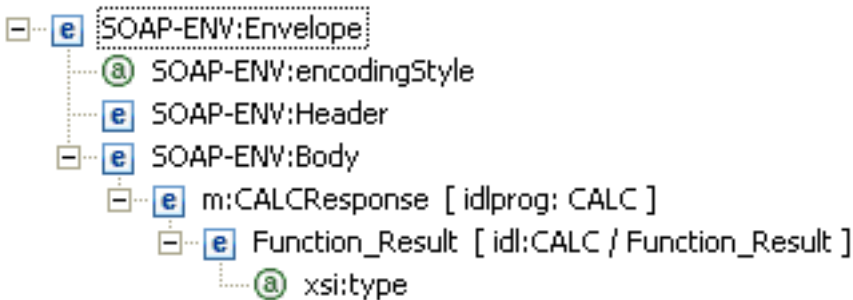 SOAP-ENV:Envelope
SOAP-ENV:encodingStyle
SOAP-ENV:Header
SOAP-ENV:Body
m:CALCResponse [ idlprog: CALC ]
Function_Result [ idl:CALC / Function_Result ]
xsi:type